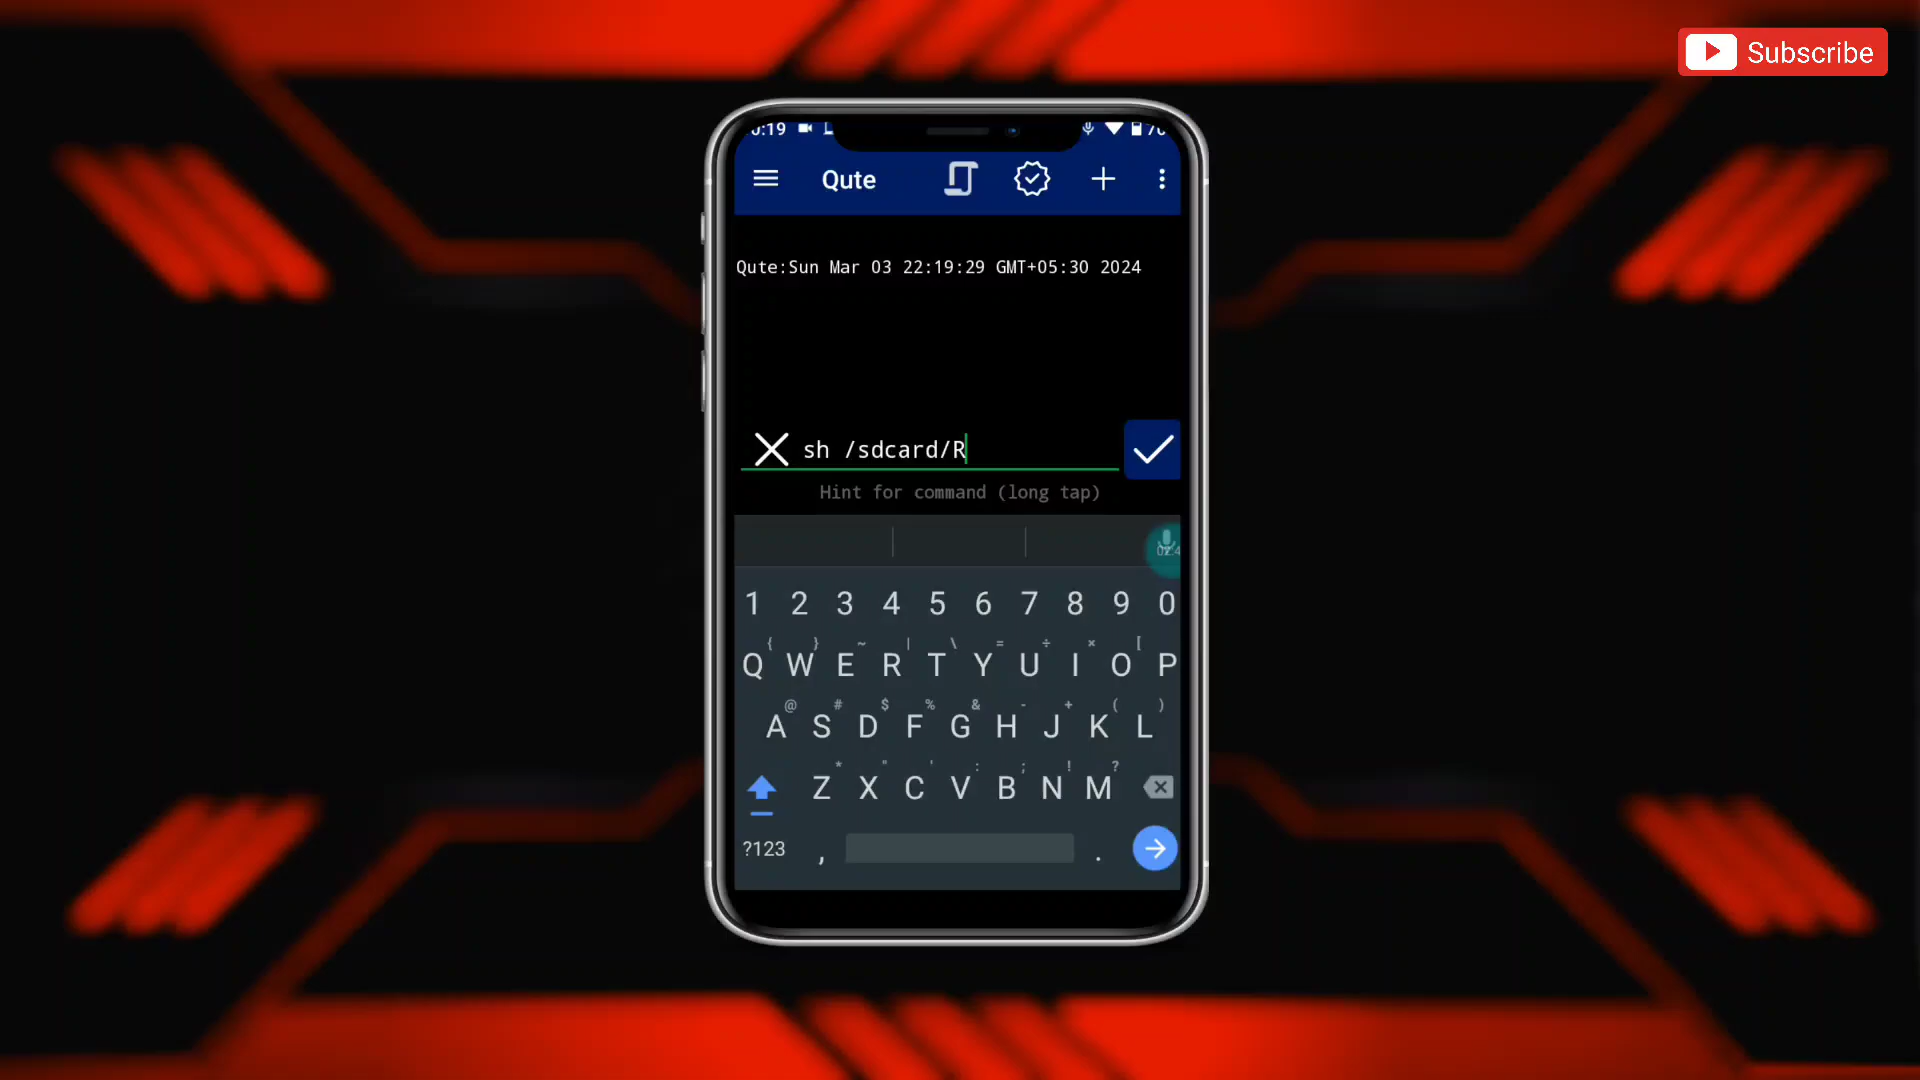 Subscribe
Qute
Qute:Sun Mar 03 22:19:29 GMT+05:30 2024
sh /sdcard/R
Hint for command (long tap)
1 2 3 4 5 6 7 8 9 0
{ } ~ | \ = ÷ × [
Q W E R T Y U I O P
@ # $ % & - + ( )
A S D F G H J K L
* " ' : ; ! ?
Z X C V B N M
?123 , .